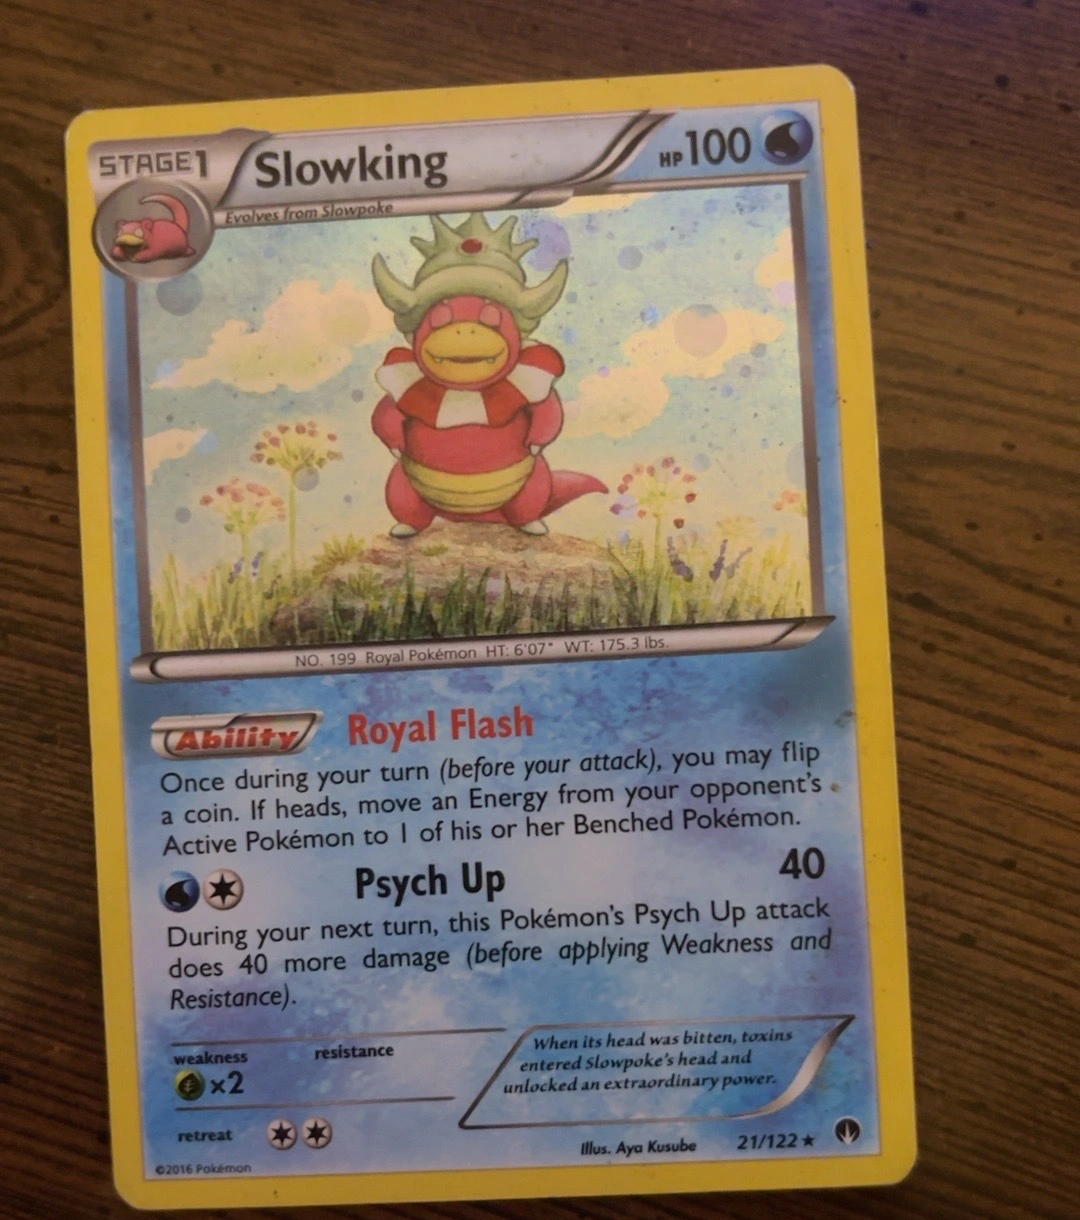 STAGE1 Slowking HP 100
Evolves from Slowpoke
NO. 199 Royal Pokémon HT: 6'07" WT: 175.3 lbs.
Ability Royal Flash
Once during your turn (before your attack), you may flip
a coin. If heads, move an Energy from your opponent's
Active Pokémon to 1 of his or her Benched Pokémon.
Psych Up 40
During your next turn, this Pokémon's Psych Up attack
does 40 more damage (before applying Weakness and
Resistance).
weakness resistance
×2
When its head was bitten, toxins
entered Slowpoke's head and
unlocked an extraordinary power.
retreat
Illus. Aya Kusube 21/122 ★
©2016 Pokémon